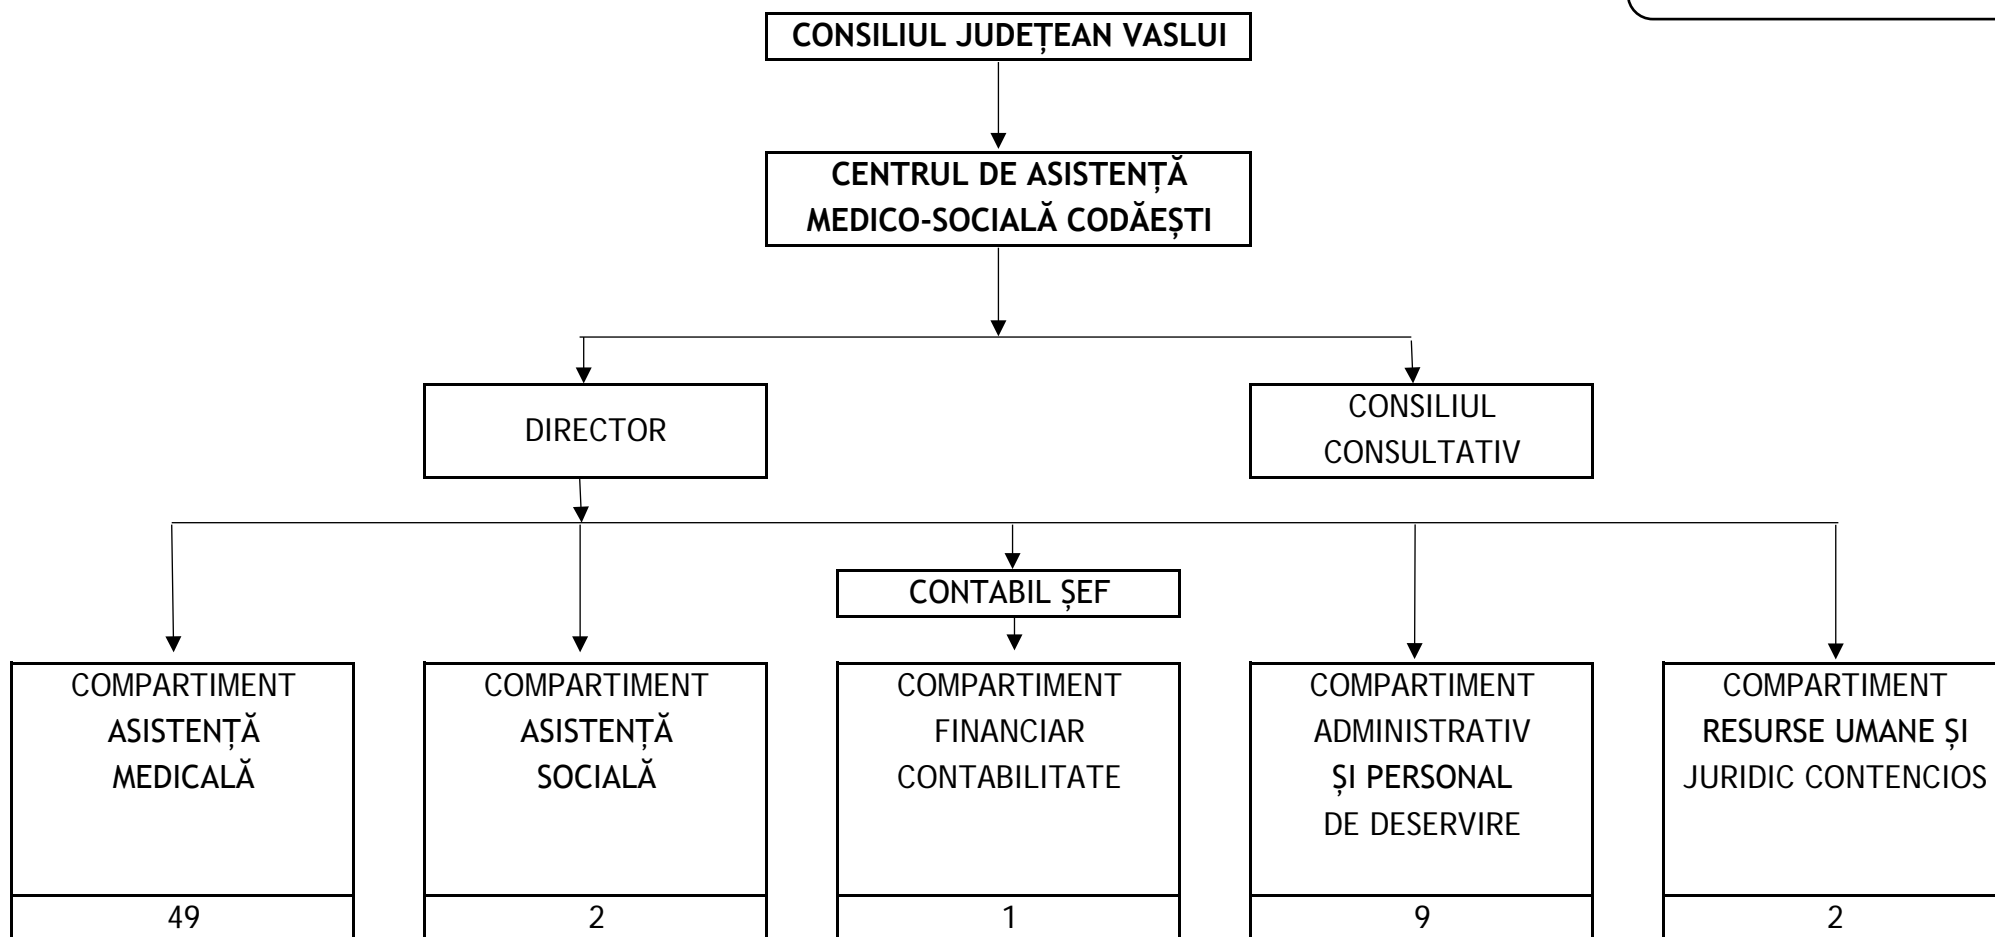 CONSILIUL JUDEȚEAN VASLUI
CENTRUL DE ASISTENȚĂ
MEDICO-SOCIALĂ CODĂEȘTI
DIRECTOR
CONSILIUL
CONSULTATIV
CONTABIL ȘEF
COMPARTIMENT
ASISTENȚĂ
MEDICALĂ
49
COMPARTIMENT
ASISTENȚĂ
SOCIALĂ
2
COMPARTIMENT
FINANCIAR
CONTABILITATE
1
COMPARTIMENT
ADMINISTRATIV
ȘI PERSONAL
DE DESERVIRE
9
COMPARTIMENT
RESURSE UMANE ȘI
JURIDIC CONTENCIOS
2